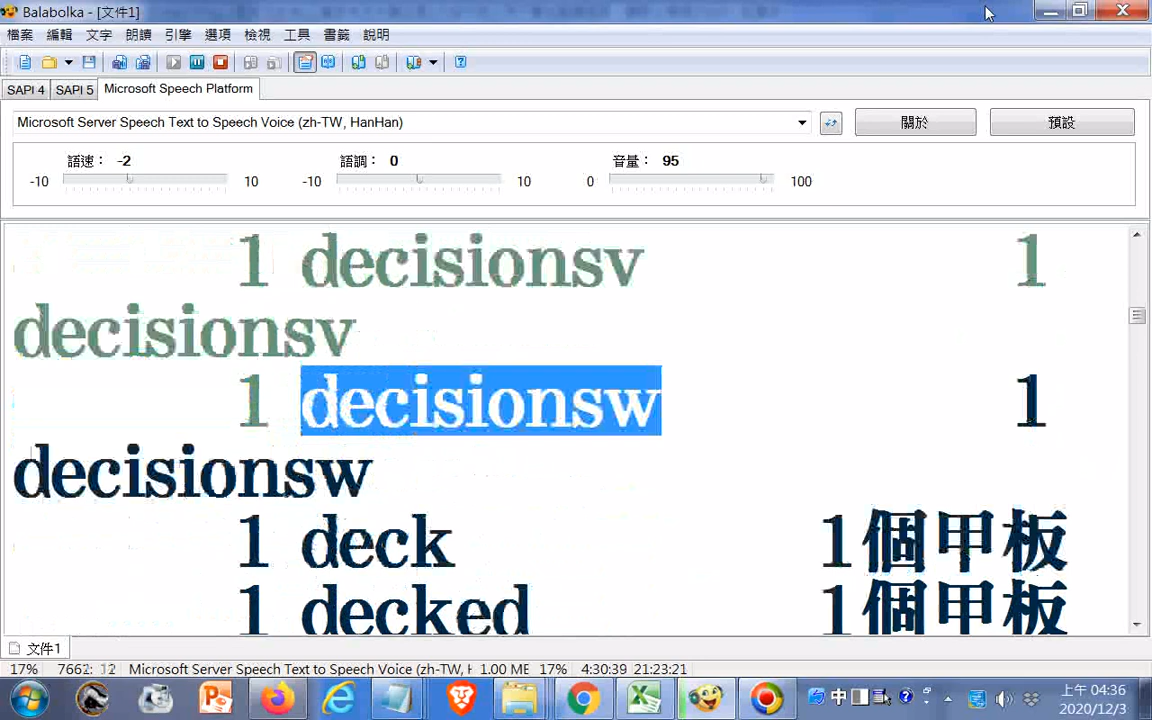 Balabolka - [文件1]
檔案 編輯 文字 朗讀 引擎 選項 檢視 工具 書籤 說明
SAPI 4 SAPI 5 Microsoft Speech Platform
Microsoft Server Speech Text to Speech Voice (zh-TW, HanHan) 關於 預設
語速： -2 語調： 0 音量： 95
-10 10 -10 10 0 100
1 decisionsv 1
decisionsv
1 decisionsw 1
decisionsw
1 deck 1個甲板
1 decked 1個甲板
文件1
17% 7662: 12 Microsoft Server Speech Text to Speech Voice (zh-TW, 1.00 ME 17% 4:30:39 21:23:21
中
上午 04:36
2020/12/3